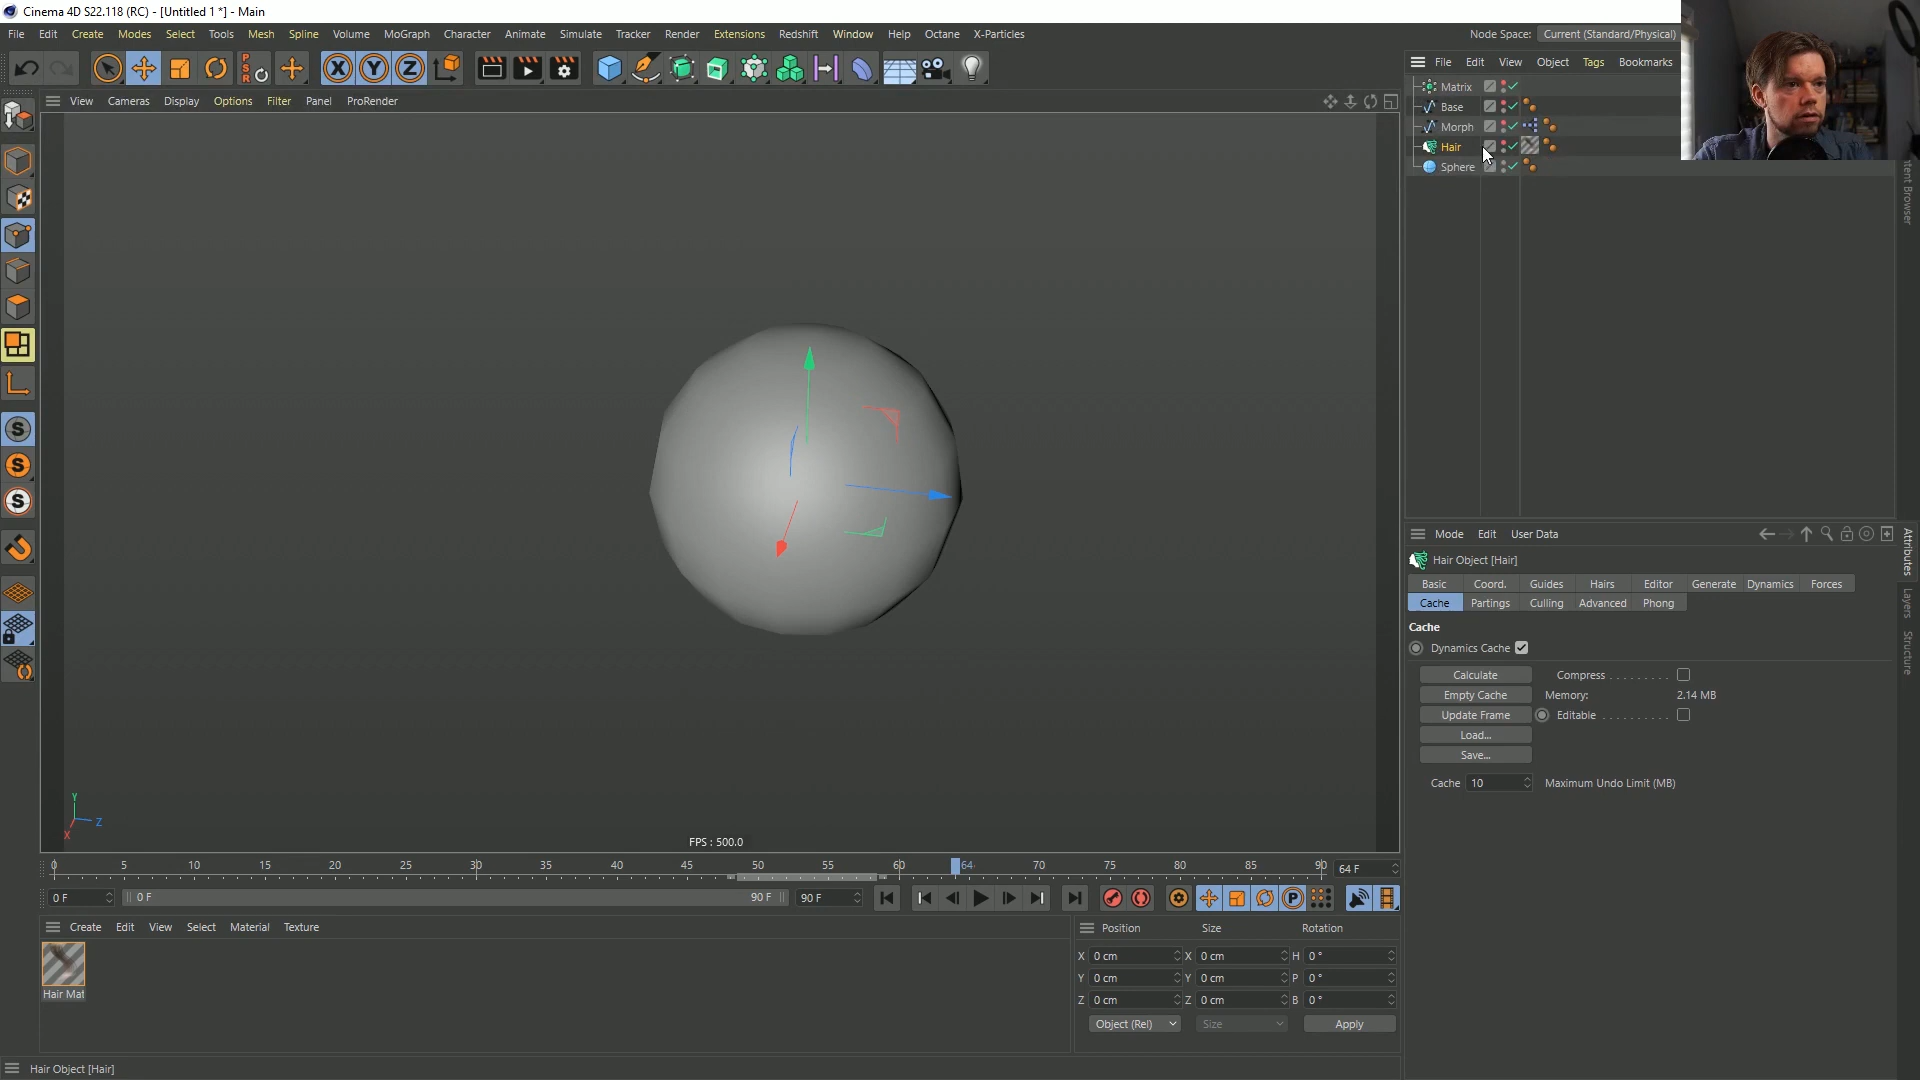 Cinema 4D S22.118 (RC) - [Untitled 1 *] - Main
File Edit Create Modes Select Tools Mesh Spline Volume MoGraph Character Animate Simulate Tracker Render Extensions Redshift Window Help Octane X-Particles
Node Space: Current (Standard/Physical)
P
S
R
X Y Z
File Edit View Object Tags Bookmarks
View Cameras Display Options Filter Panel ProRender
Matrix
Base
Morph
Hair
Sphere
S
S
S
Mode Edit User Data
Attributes
Layers
Structure
Hair Object [Hair]
Basic Coord. Guides Hairs Editor Generate Dynamics Forces
Cache Partings Culling Advanced Phong
Cache
Dynamics Cache
Calculate Compress
Empty Cache Memory: 2.14 MB
Update Frame Editable
Load...
Save...
Cache 10 Maximum Undo Limit (MB)
Y
Z
X
FPS : 500.0
0 5 10 15 20 25 30 35 40 45 50 55 60 64 70 75 80 85 90 64 F
0 F 0 F 90 F 90 F
P
Create Edit View Select Material Texture
Hair Mat
Position Size Rotation
X 0 cm X 0 cm H 0 °
Y 0 cm Y 0 cm P 0 °
Z 0 cm Z 0 cm B 0 °
Object (Rel) Size Apply
Hair Object [Hair]